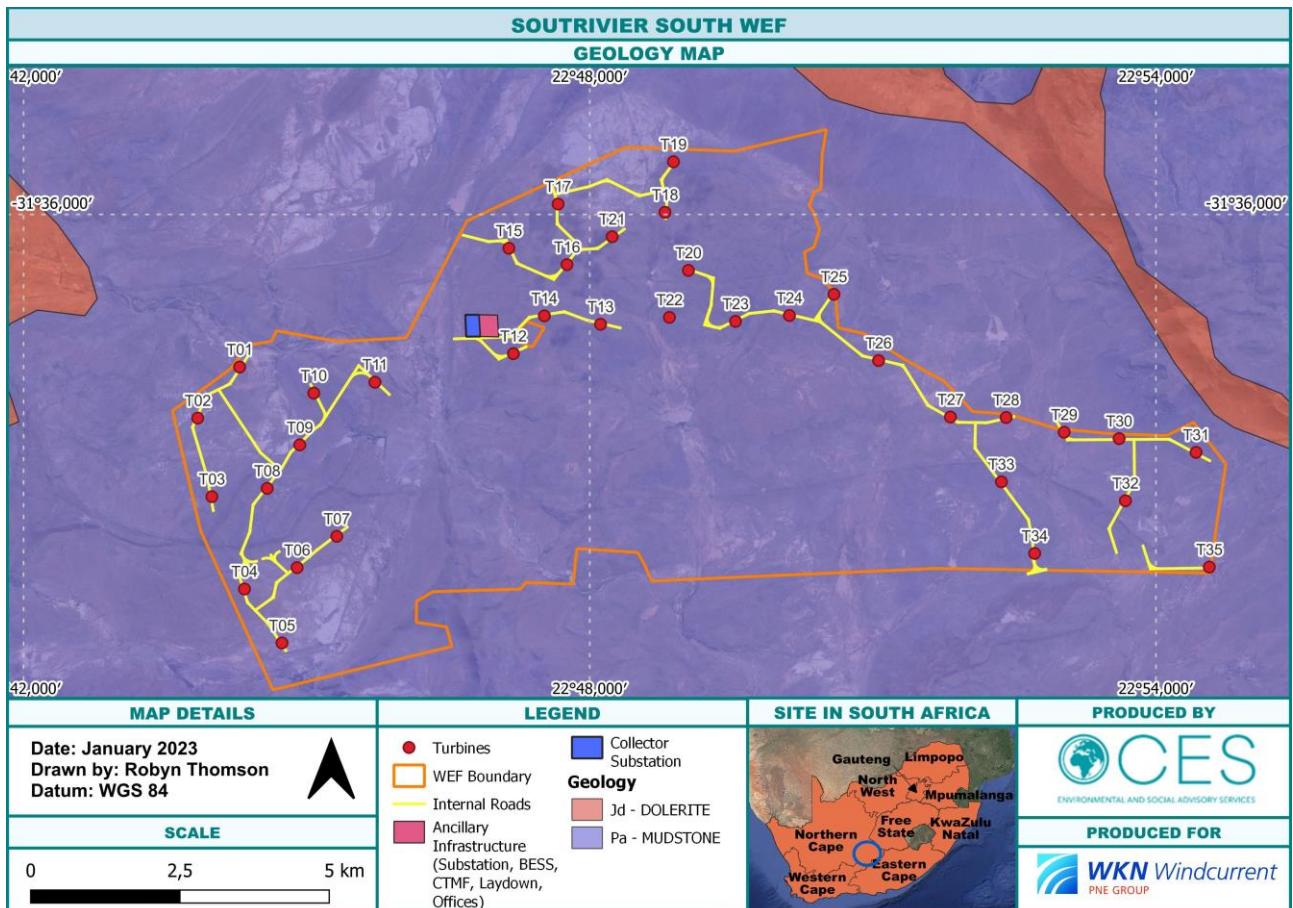 SOUTRIVIER SOUTH WEF
GEOLOGY MAP
42,000’
22°48,000’
22°54,000’
-31°36,000’
-31°36,000’
T19
T17
T18
T21
T15
T16
T20
T25
T14
T13
T22
T23
T24
T12
T01
T11
T10
T26
T02
T27
T28
T09
T29
T30
T31
T03
T08
T33
T32
T07
T06
T34
T35
T04
T05
42,000’
22°48,000’
22°54,000’
MAP DETAILS
Date: January 2023
Drawn by: Robyn Thomson
Datum: WGS 84
SCALE
0 2,5 5 km
LEGEND
Turbines
WEF Boundary
Internal Roads
Ancillary
Infrastructure
(Substation, BESS,
CTMF, Laydown,
Offices)
Collector
Substation
Geology
Jd - DOLERITE
Pa - MUDSTONE
SITE IN SOUTH AFRICA
Gauteng
Limpopo
North
West
Mpumalanga
Free
State
KwaZulu
Natal
Northern
Cape
Eastern
Cape
Western
Cape
PRODUCED BY
CES
ENVIRONMENTAL AND SOCIAL ADVISORY SERVICES
PRODUCED FOR
WKN Windcurrent
PNE GROUP